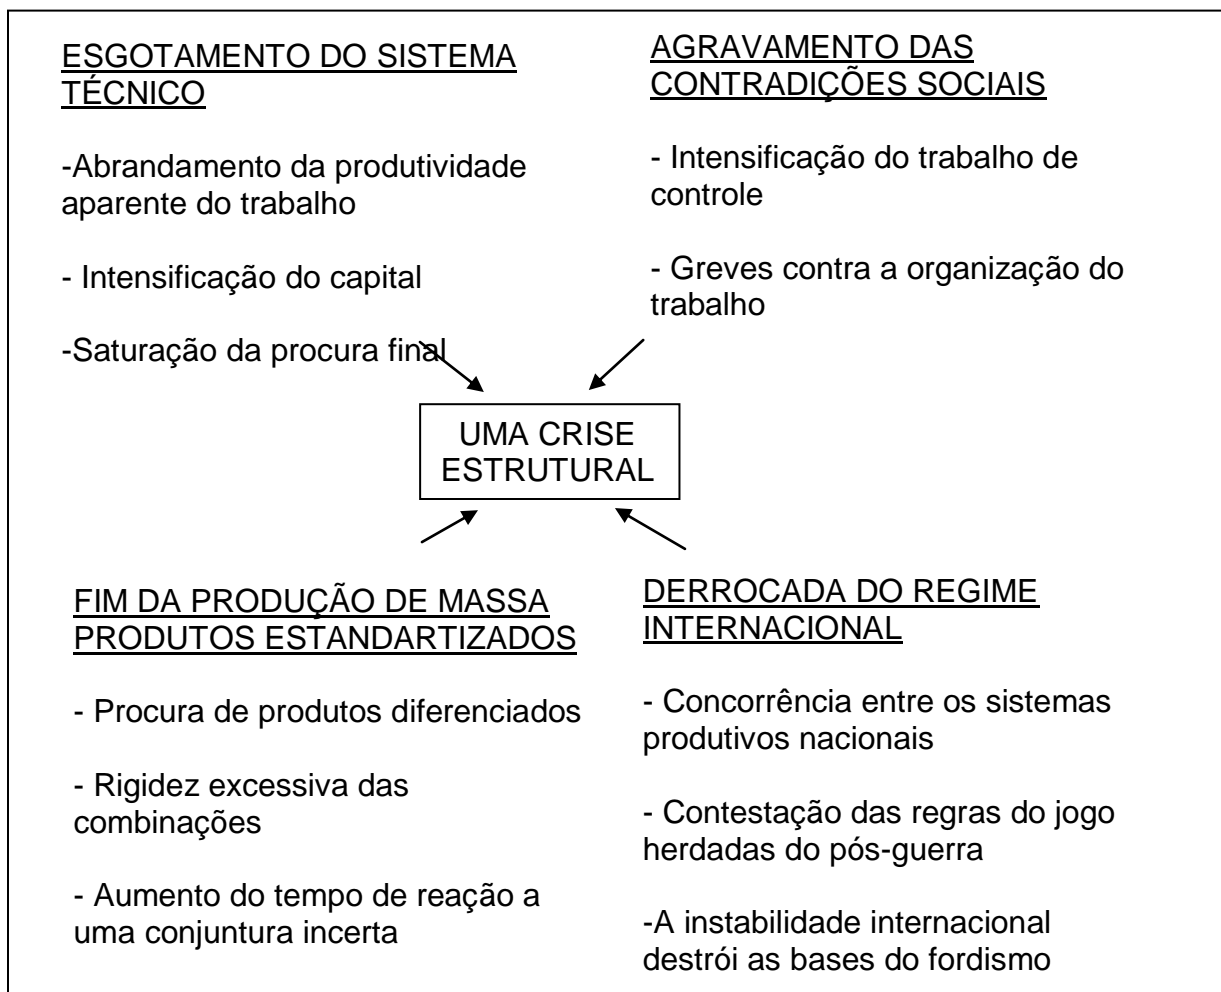 ESGOTAMENTO DO SISTEMA
TÉCNICO
-Abrandamento da produtividade
aparente do trabalho
- Intensificação do capital
-Saturação da procura final
AGRAVAMENTO DAS
CONTRADIÇÕES SOCIAIS
- Intensificação do trabalho de
controle
- Greves contra a organização do
trabalho
UMA CRISE
ESTRUTURAL
FIM DA PRODUÇÃO DE MASSA
PRODUTOS ESTANDARTIZADOS
- Procura de produtos diferenciados
- Rigidez excessiva das
combinações
- Aumento do tempo de reação a
uma conjuntura incerta
DERROCADA DO REGIME
INTERNACIONAL
- Concorrência entre os sistemas
produtivos nacionais
- Contestação das regras do jogo
herdadas do pós-guerra
-A instabilidade internacional
destrói as bases do fordismo